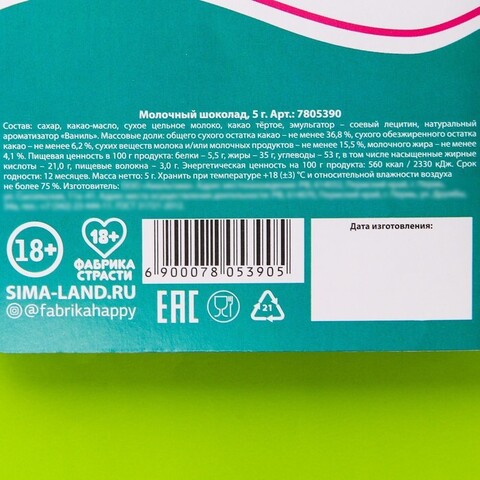 Молочный шоколад, 5 г. Арт.: 7805390
Состав: сахар, какао-масло, сухое цельное молоко, какао тёртое, эмульгатор – соевый лецитин, натуральный
ароматизатор «Ваниль». Массовые доли: общего сухого остатка какао – не менее 36,8 %, сухого обезжиренного остатка
какао – не менее 6,2 %, сухих веществ молока и/или молочных продуктов – не менее 15,5 %, молочного жира – не менее
4,1 %. Пищевая ценность в 100 г продукта: белки – 5,5 г, жиры – 35 г, углеводы – 53 г, в том числе насыщенные жирные
кислоты – 21,0 г, пищевые волокна – 3,0 г. Энергетическая ценность на 100 г продукта: 560 ккал / 2330 кДж. Срок
годности: 12 месяцев. Масса нетто: 5 г. Хранить при температуре +18 (±3) °С и относительной влажности воздуха
не более 75 %. Изготовитель:
18+
18+
ФАБРИКА
СТРАСТИ
SIMA-LAND.RU
@fabrikahappy
6 900078 053905
EAC
21
Дата изготовления: